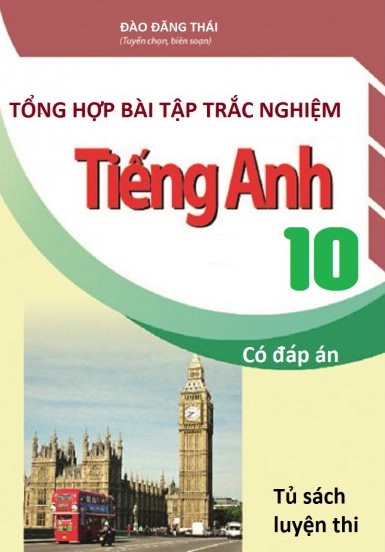 ĐÀO ĐĂNG THÁI
(Tuyển chọn, biên soạn)
TỔNG HỢP BÀI TẬP TRẮC NGHIỆM
Tiếng Anh
10
Có đáp án
Tủ sách
luyện thi